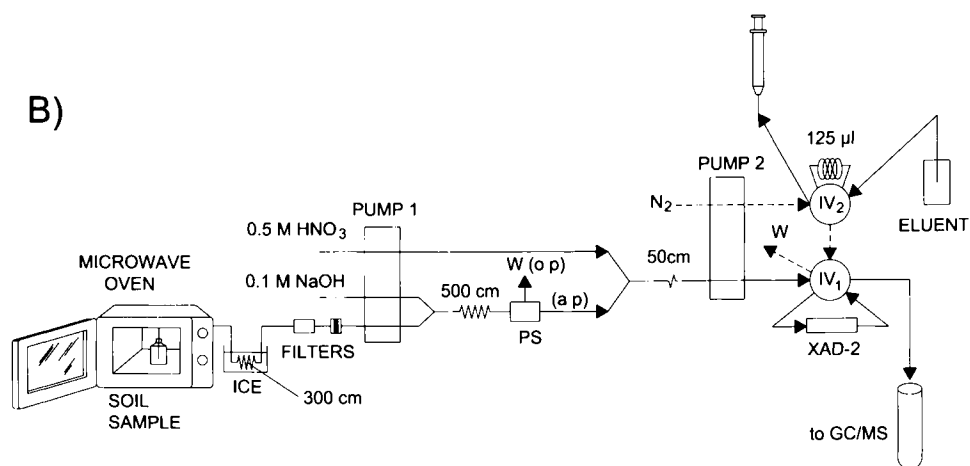 B)
125 µl
PUMP 2
N₂
IV₂
ELUENT
PUMP 1
0.5 M HNO₃
W
50cm
IV₁
MICROWAVE
OVEN
0.1 M NaOH
500 cm
W (o p)
(a p)
PS
XAD-2
FILTERS
ICE
300 cm
SOIL
SAMPLE
to GC/MS